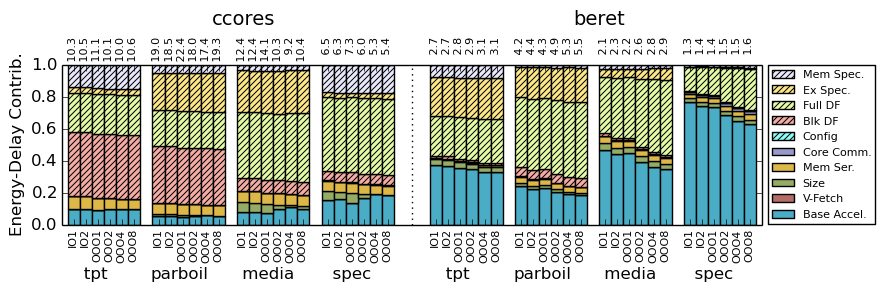 ccores beret
10.3 10.5 11.1 10.1 10.0 10.6 19.0 18.5 22.4 18.0 17.4 19.3 12.4 12.4 14.1 10.3 9.2 10.4 6.5 6.3 7.3 6.0 5.3 5.4 2.7 2.7 2.8 2.9 3.1 3.1 4.2 4.4 4.3 4.9 5.3 5.5 2.1 2.3 2.2 2.6 2.8 2.9 1.3 1.4 1.4 1.5 1.5 1.6
Energy-Delay Contrib.
1.0
0.8
0.6
0.4
0.2
0.0
Mem Spec.
Ex Spec.
Full DF
Blk DF
Config
Core Comm.
Mem Ser.
Size
V-Fetch
Base Accel.
IO1 IO2 OOO1 OOO2 OOO4 OOO8 IO1 IO2 OOO1 OOO2 OOO4 OOO8 IO1 IO2 OOO1 OOO2 OOO4 OOO8 IO1 IO2 OOO1 OOO2 OOO4 OOO8 IO1 IO2 OOO1 OOO2 OOO4 OOO8 IO1 IO2 OOO1 OOO2 OOO4 OOO8 IO1 IO2 OOO1 OOO2 OOO4 OOO8 IO1 IO2 OOO1 OOO2 OOO4 OOO8
tpt parboil media spec tpt parboil media spec